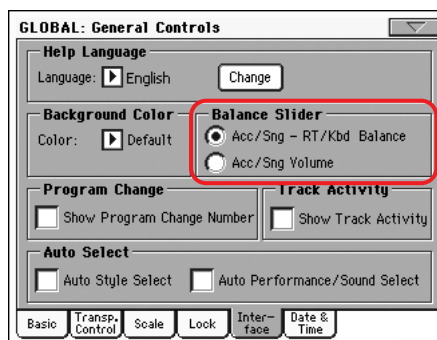 GLOBAL: General Controls
Help Language
Language: English Change
Background Color
Color: Default
Balance Slider
Acc/Sng - RT/Kbd Balance
Acc/Sng Volume
Program Change
Show Program Change Number
Track Activity
Show Track Activity
Auto Select
Auto Style Select Auto Performance/Sound Select
Basic Transp. Control Scale Lock Inter- face Date & Time